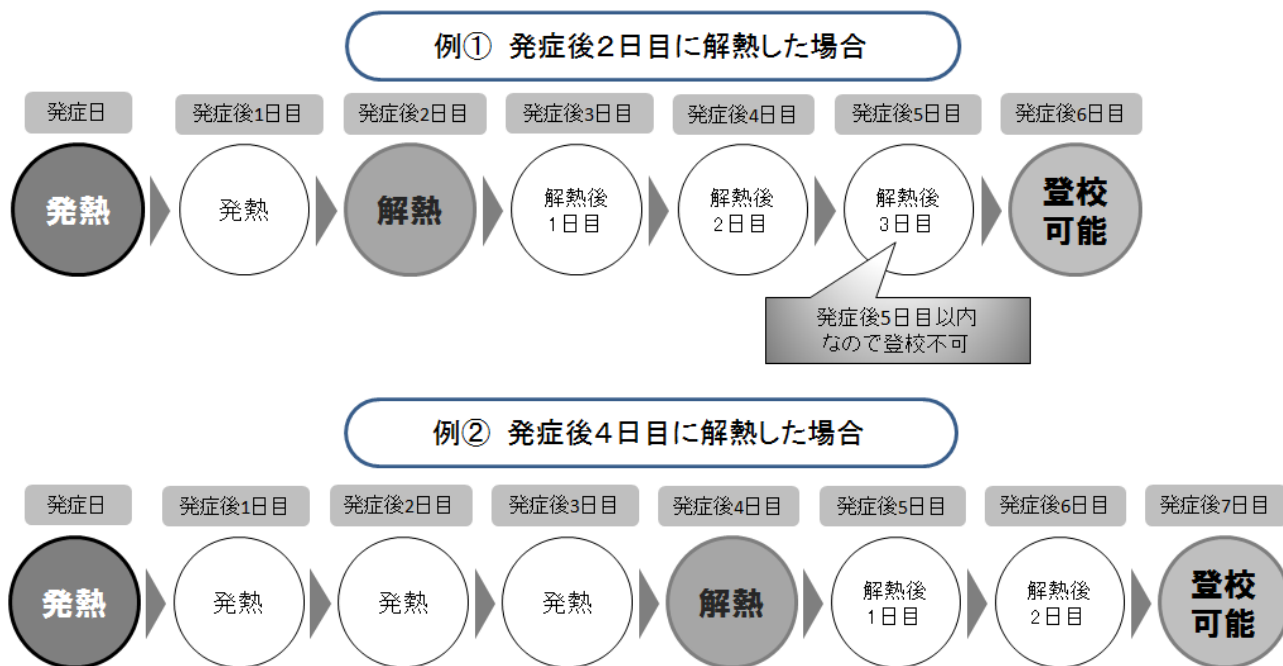 例① 発症後2日目に解熱した場合
発症日
発症後1日目
発症後2日目
発症後3日目
発症後4日目
発症後5日目
発症後6日目
発熱
発熱
解熱
解熱後
1日目
解熱後
2日目
解熱後
3日目
登校
可能
発症後5日目以内
なので登校不可
例② 発症後4日目に解熱した場合
発症日
発症後1日目
発症後2日目
発症後3日目
発症後4日目
発症後5日目
発症後6日目
発症後7日目
発熱
発熱
発熱
発熱
解熱
解熱後
1日目
解熱後
2日目
登校
可能